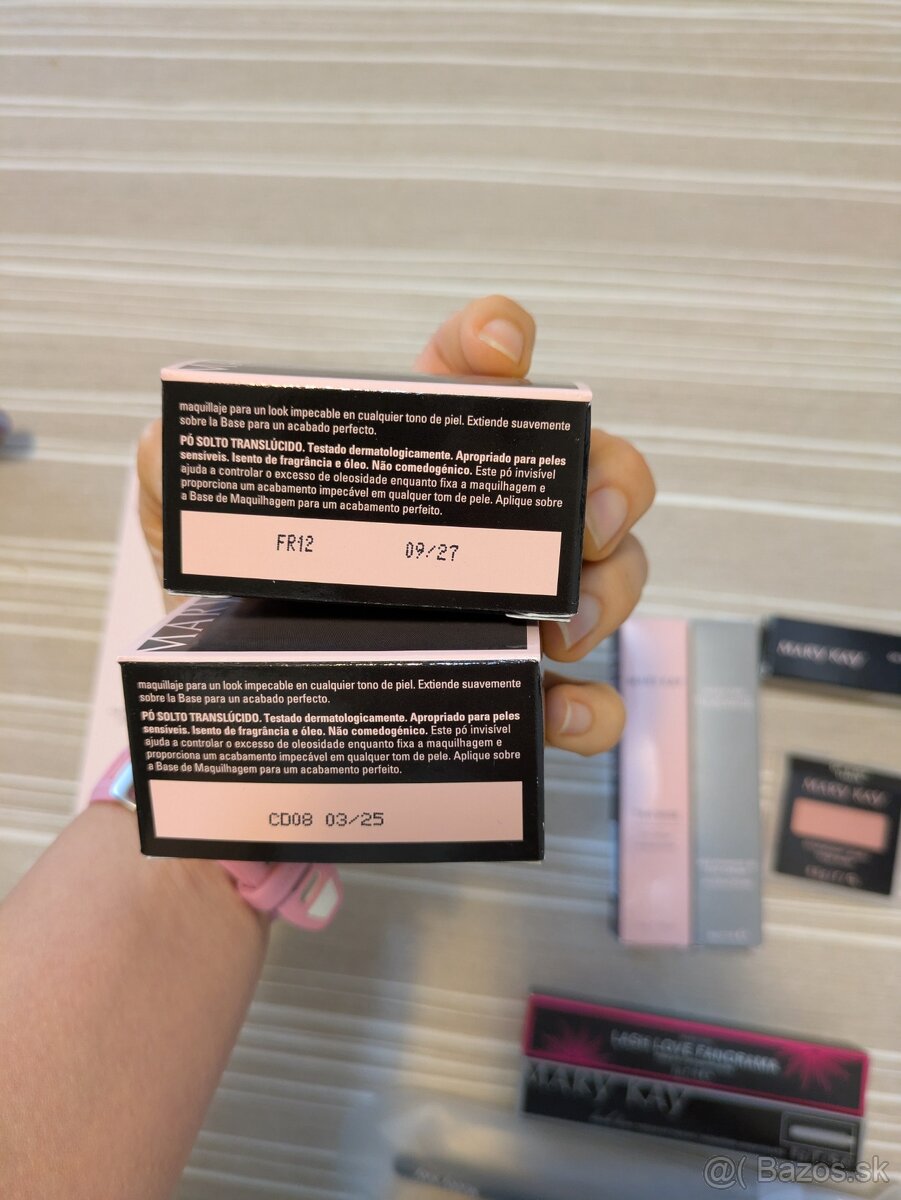 maquillaje para un look impecable en cualquier tono de piel. Extiende suavemente
sobre la Base para un acabado perfecto.
PÓ SOLTO TRANSLÚCIDO. Testado dermatologicamente. Apropriado para peles
sensíveis. Isento de fragrância e óleo. Não comedogénico. Este pó invisível
ajuda a controlar o excesso de oleosidade enquanto fixa a maquilhagem e
proporciona um acabamento impecável em qualquer tom de pele. Aplique sobre
a Base de Maquilhagem para um acabamento perfeito.
FR12 09/27
MARY
maquillaje para un look impecable en cualquier tono de piel. Extiende suavemente
sobre la Base para un acabado perfecto.
PÓ SOLTO TRANSLÚCIDO. Testado dermatologicamente. Apropriado para peles
sensíveis. Isento de fragrância e óleo. Não comedogénico. Este pó invisível
ajuda a controlar o excesso de oleosidade enquanto fixa a maquilhagem e
proporciona um acabamento impecável em qualquer tom de pele. Aplique sobre
a Base de Maquilhagem para um acabamento perfeito.
CD08 03/25
MARY KAY
MARY KAY
LASH LOVE FANORAMA
MARY KAY
@( Bazos.sk